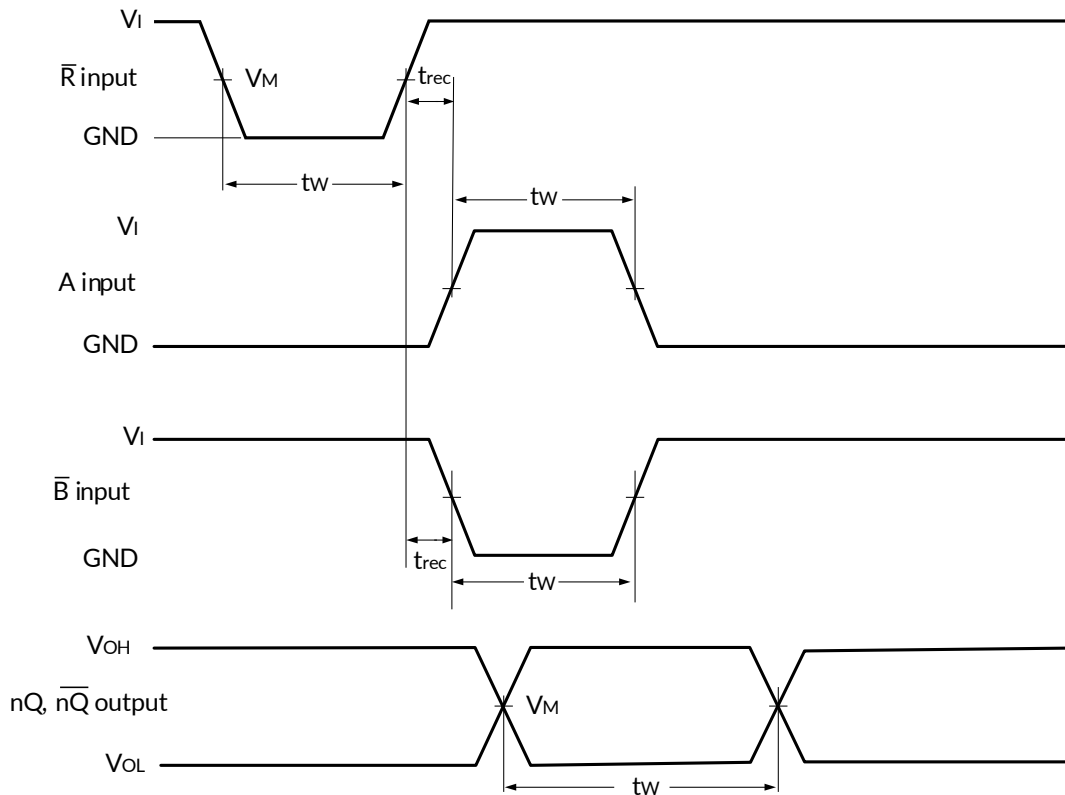 VI
R̅ input
VM
trec
GND
tW
tW
VI
A input
GND
VI
B̅ input
GND
trec
tW
VOH
nQ, n̅Q̅ output
VM
VOL
tW